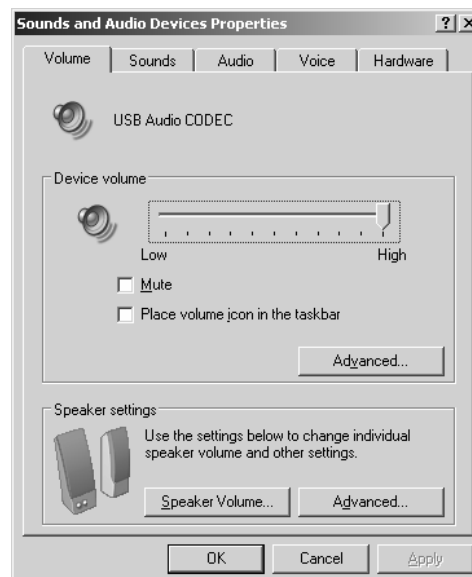 Sounds and Audio Devices Properties ? X
Volume Sounds Audio Voice Hardware
USB Audio CODEC
Device volume
Low High
Mute
Place volume icon in the taskbar
Advanced...
Speaker settings
Use the settings below to change individual
speaker volume and other settings.
Speaker Volume... Advanced...
OK Cancel Apply